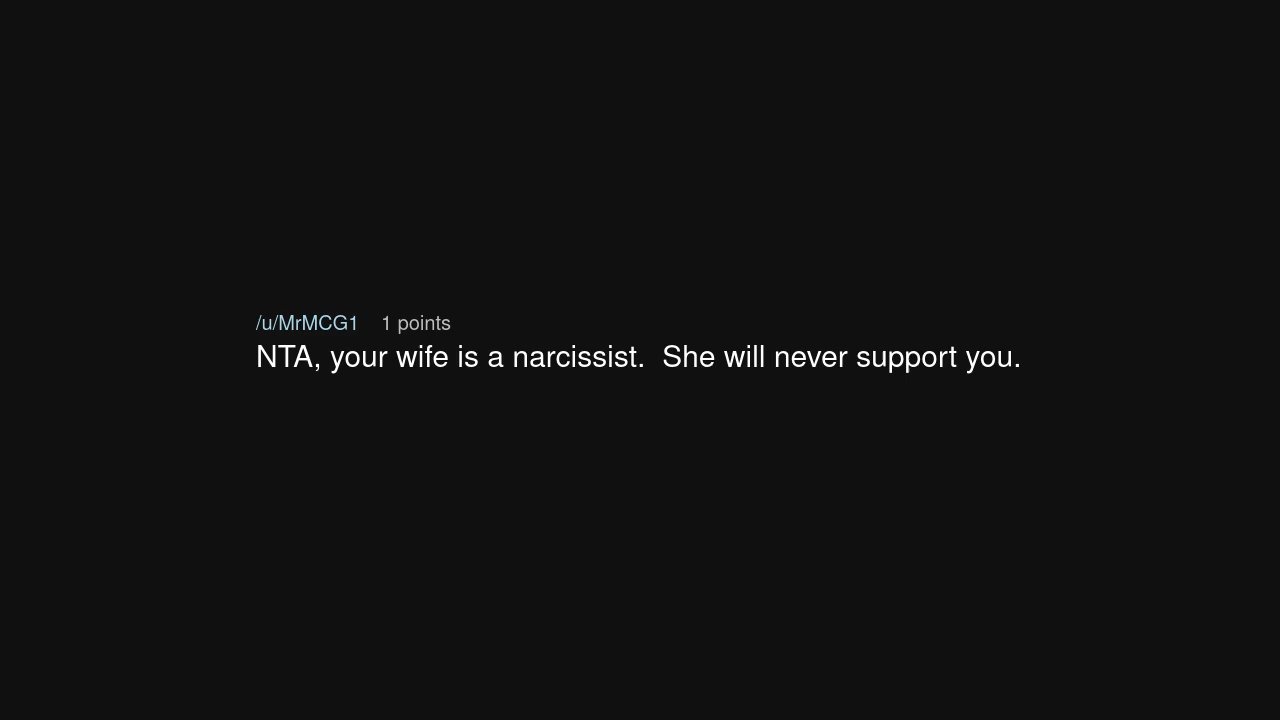 /u/MrMCG1 1 points
NTA, your wife is a narcissist.  She will never support you.